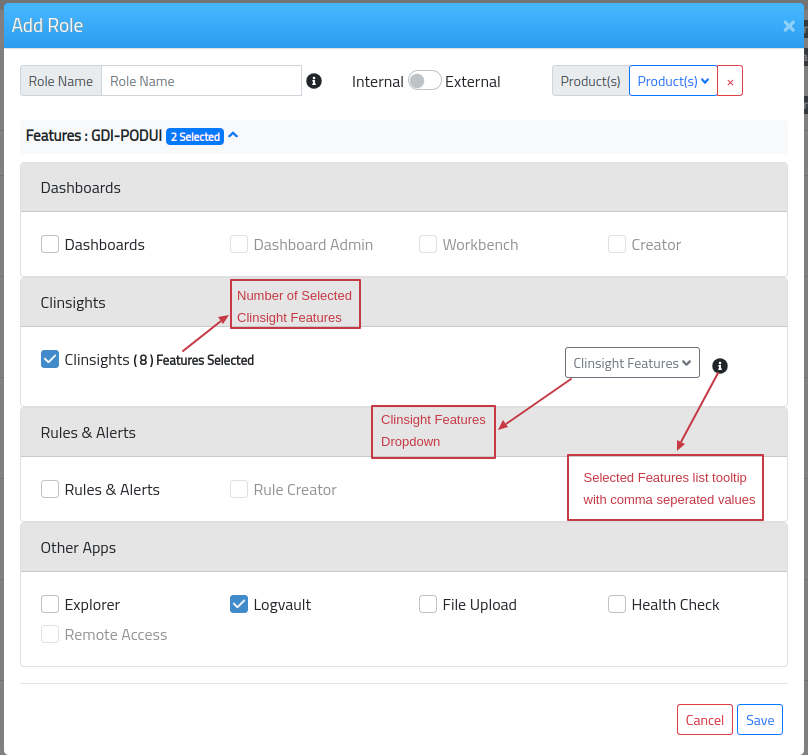 Add Role
×
Role Name Role Name Internal External Product(s) Product(s) ×
Features : GDI-PODUI 2 Selected
Dashboards
Dashboards Dashboard Admin Workbench Creator
Clinsights
Number of Selected
Clinsight Features
Clinsights ( 8 ) Features Selected
Clinsight Features
Clinsight Features
Dropdown
Rules & Alerts
Selected Features list tooltip
with comma seperated values
Rules & Alerts Rule Creator
Other Apps
Explorer Logvault File Upload Health Check
Remote Access
Cancel Save